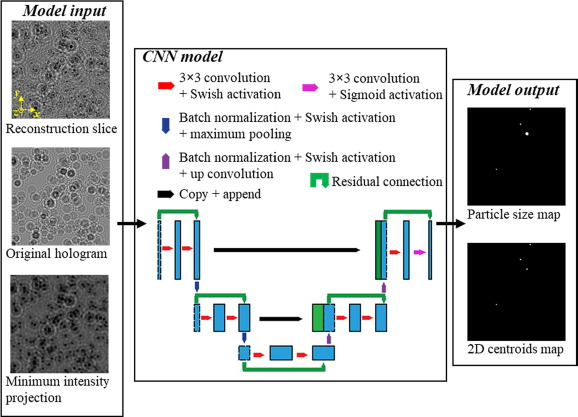 Model input
y
z
x
Reconstruction slice
Original hologram
Minimum intensity
projection
CNN model
3×3 convolution
+ Swish activation
3×3 convolution
+ Sigmoid activation
Batch normalization + Swish activation
+ maximum pooling
Batch normalization + Swish activation
+ up convolution
Residual connection
Copy + append
Model output
Particle size map
2D centroids map